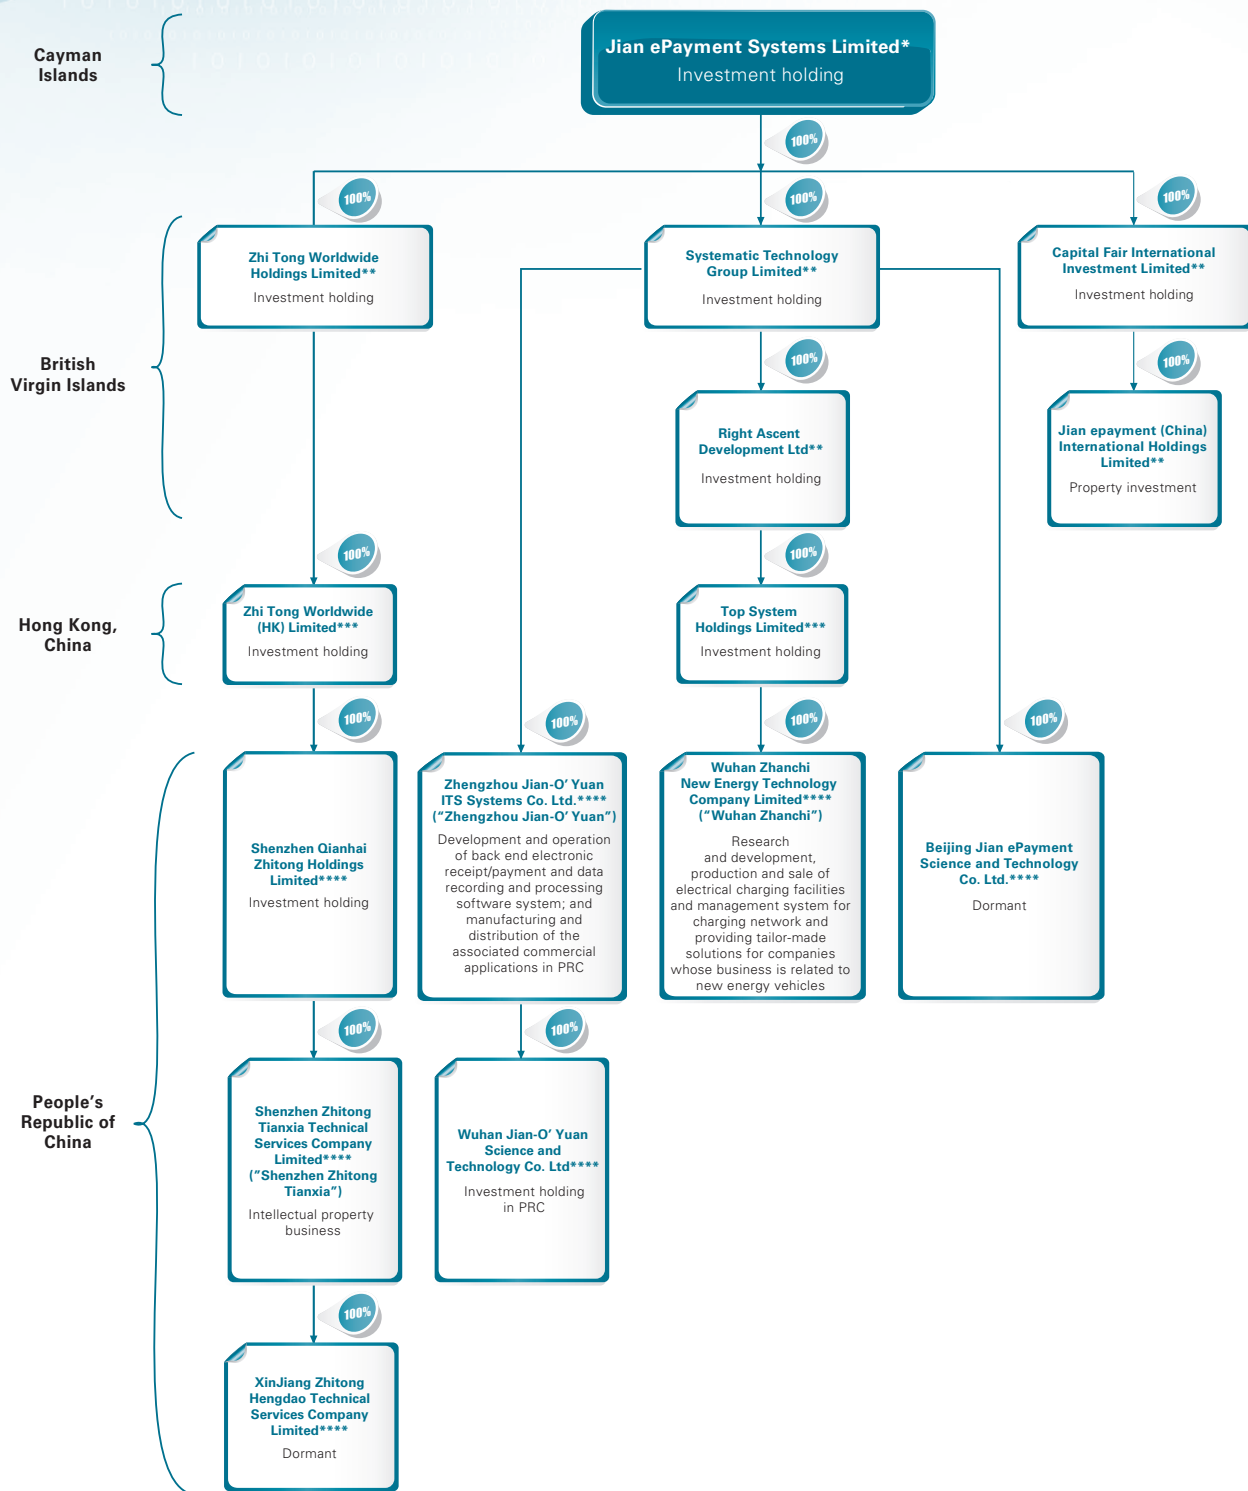 Cayman
Islands
Jian ePayment Systems Limited*
Investment holding
100%
100%
100%
100%
British
Virgin Islands
Zhi Tong Worldwide
Holdings Limited**
Investment holding
Systematic Technology
Group Limited**
Investment holding
Capital Fair International
Investment Limited**
Investment holding
100%
100%
Right Ascent
Development Ltd**
Investment holding
Jian epayment (China)
International Holdings
Limited**
Property investment
100%
100%
Hong Kong,
China
Zhi Tong Worldwide
(HK) Limited***
Investment holding
Top System
Holdings Limited***
Investment holding
100%
100%
100%
100%
People's
Republic of
China
Shenzhen Qianhai
Zhitong Holdings
Limited****
Investment holding
Zhengzhou Jian-O' Yuan
ITS Systems Co. Ltd.****
("Zhengzhou Jian-O' Yuan")
Development and operation
of back end electronic
receipt/payment and data
recording and processing
software system; and
manufacturing and
distribution of the
associated commercial
applications in PRC
Wuhan Zhanchi
New Energy Technology
Company Limited****
("Wuhan Zhanchi")
Research
and development,
production and sale of
electrical charging facilities
and management system for
charging network and
providing tailor-made
solutions for companies
whose business is related to
new energy vehicles
Beijing Jian ePayment
Science and Technology
Co. Ltd.****
Dormant
100%
100%
Shenzhen Zhitong
Tianxia Technical
Services Company
Limited****
("Shenzhen Zhitong
Tianxia")
Intellectual property
business
Wuhan Jian-O' Yuan
Science and
Technology Co. Ltd****
Investment holding
in PRC
100%
XinJiang Zhitong
Hengdao Technical
Services Company
Limited****
Dormant